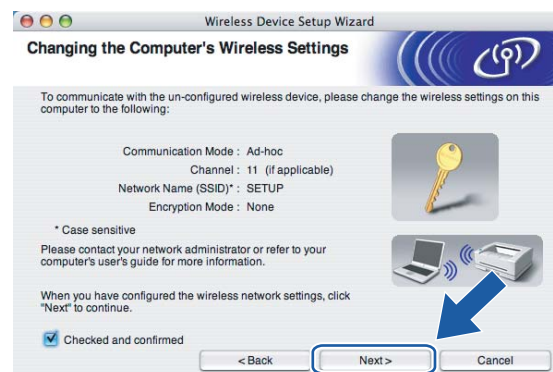 Wireless Device Setup Wizard
Changing the Computer's Wireless Settings
To communicate with the un-configured wireless device, please change the wireless settings on this
computer to the following:
Communication Mode : Ad-hoc
Channel : 11 (if applicable)
Network Name (SSID)* : SETUP
Encryption Mode : None
* Case sensitive
Please contact your network administrator or refer to your
computer's user's guide for more information.
When you have configured the wireless network settings, click
"Next" to continue.
Checked and confirmed
< Back
Next >
Cancel